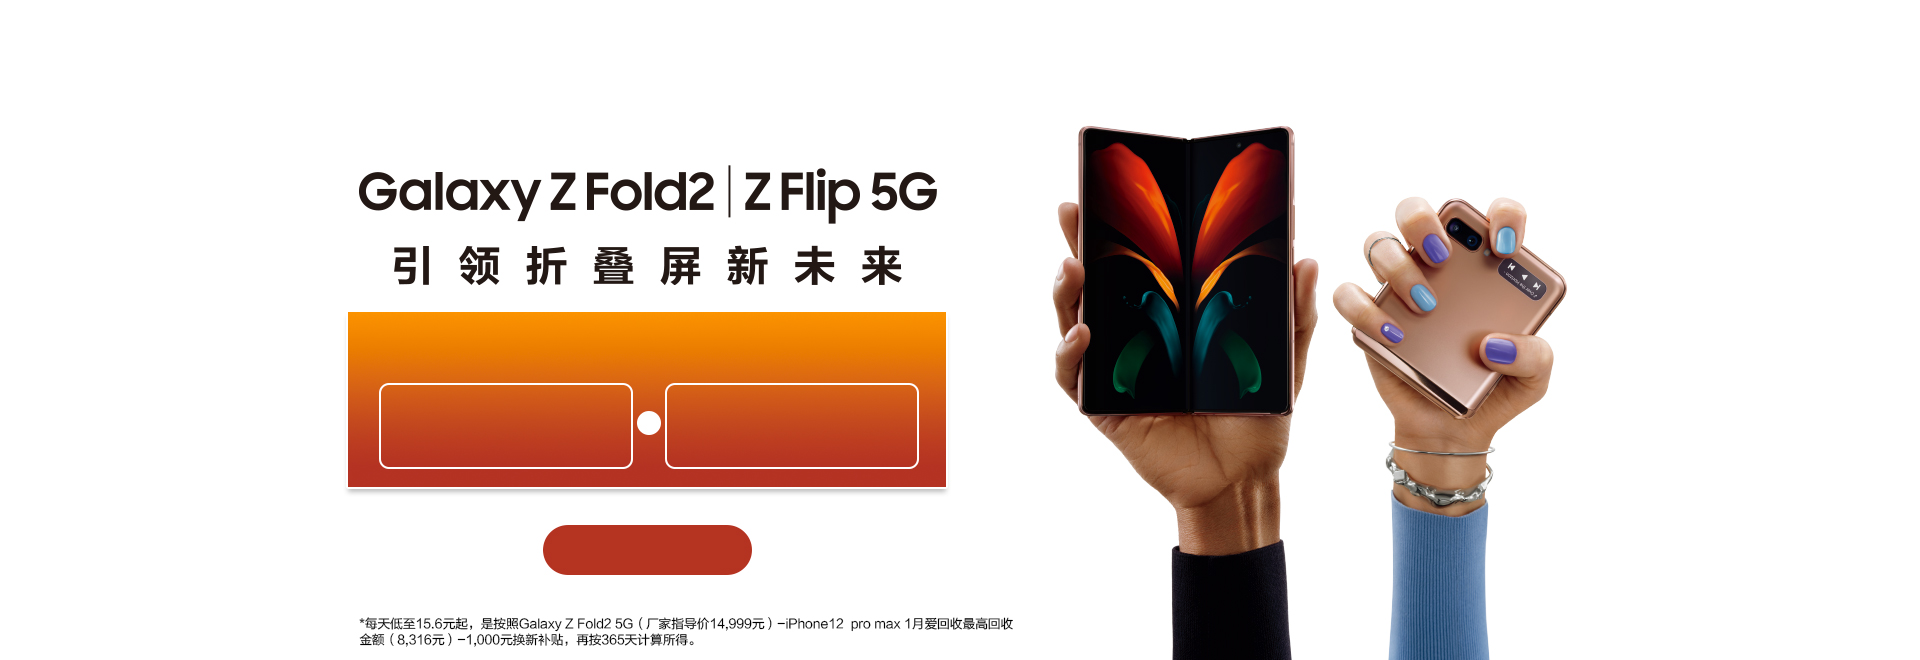 Galaxy Z Fold2 | Z Flip 5G
引领折叠屏新未来
*每天低至15.6元起，是按照Galaxy Z Fold2 5G（厂家指导价14,999元）-iPhone12 pro max 1月爱回收最高回收
金额（8,316元）-1,000元换新补贴，再按365天计算所得。